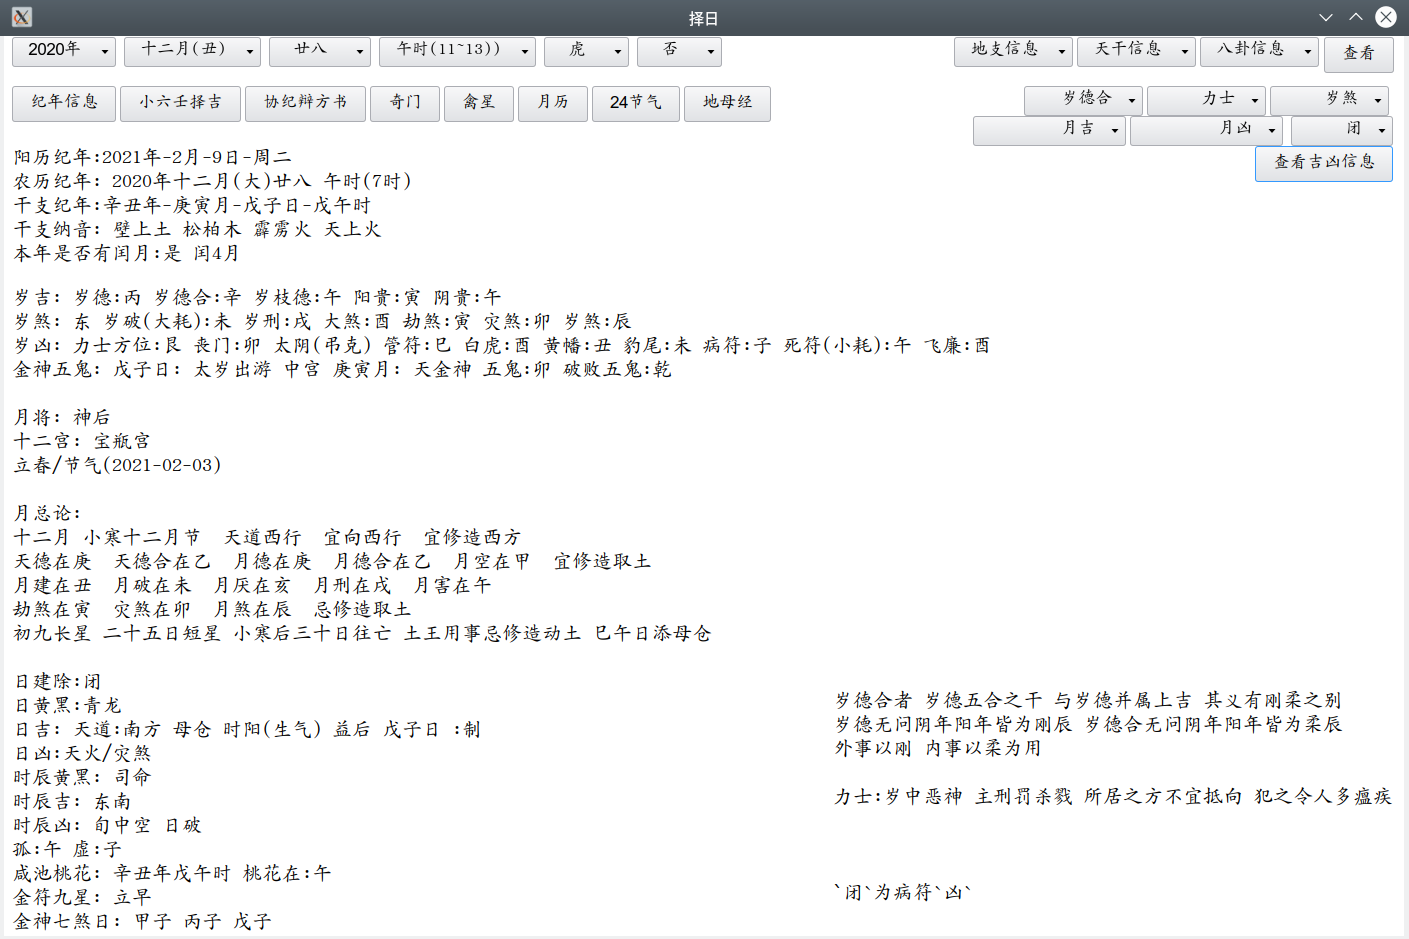 择日
2020年 十二月(丑) 廿八 午时(11~13)) 虎 否 地支信息 天干信息 八卦信息 查看
纪年信息 小六壬择吉 协纪辩方书 奇门 禽星 月历 24节气 地母经 岁德合 力士 岁煞
月吉 月凶 闭
查看吉凶信息
阳历纪年:2021年-2月-9日-周二
农历纪年: 2020年十二月(大)廿八 午时(7时)
干支纪年:辛丑年-庚寅月-戊子日-戊午时
干支纳音: 壁上土 松柏木 霹雳火 天上火
本年是否有闰月:是 闰4月
岁吉: 岁德:丙 岁德合:辛 岁枝德:午 阳贵:寅 阴贵:午
岁煞: 东 岁破(大耗):未 岁刑:戌 大煞:酉 劫煞:寅 灾煞:卯 岁煞:辰
岁凶: 力士方位:艮 丧门:卯 太阴(吊克) 管符:巳 白虎:酉 黄幡:丑 豹尾:未 病符:子 死符(小耗):午 飞廉:酉
金神五鬼: 戊子日: 太岁出游 中宫 庚寅月: 天金神 五鬼:卯 破败五鬼:乾
月将: 神后
十二宫: 宝瓶宫
立春/节气(2021-02-03)
月总论:
十二月 小寒十二月节 天道西行 宜向西行 宜修造西方
天德在庚 天德合在乙 月德在庚 月德合在乙 月空在甲 宜修造取土
月建在丑 月破在未 月厌在亥 月刑在戌 月害在午
劫煞在寅 灾煞在卯 月煞在辰 忌修造取土
初九长星 二十五日短星 小寒后三十日往亡 土王用事忌修造动土 巳午日添母仓
日建除:闭
日黄黑:青龙
日吉: 天道:南方 母仓 时阳(生气) 益后 戊子日 :制
日凶:天火/灾煞
时辰黄黑: 司命
时辰吉: 东南
时辰凶: 旬中空 日破
孤:午 虚:子
咸池桃花: 辛丑年戊午时 桃花在:午
金符九星: 立早
金神七煞日: 甲子 丙子 戊子
岁德合者 岁德五合之干 与岁德并属上吉 其义有刚柔之别
岁德无问阴年阳年皆为刚辰 岁德合无问阴年阳年皆为柔辰
外事以刚 内事以柔为用
力士:岁中恶神 主刑罚杀戮 所居之方不宜抵向 犯之令人多瘟疾
`闭`为病符`凶`